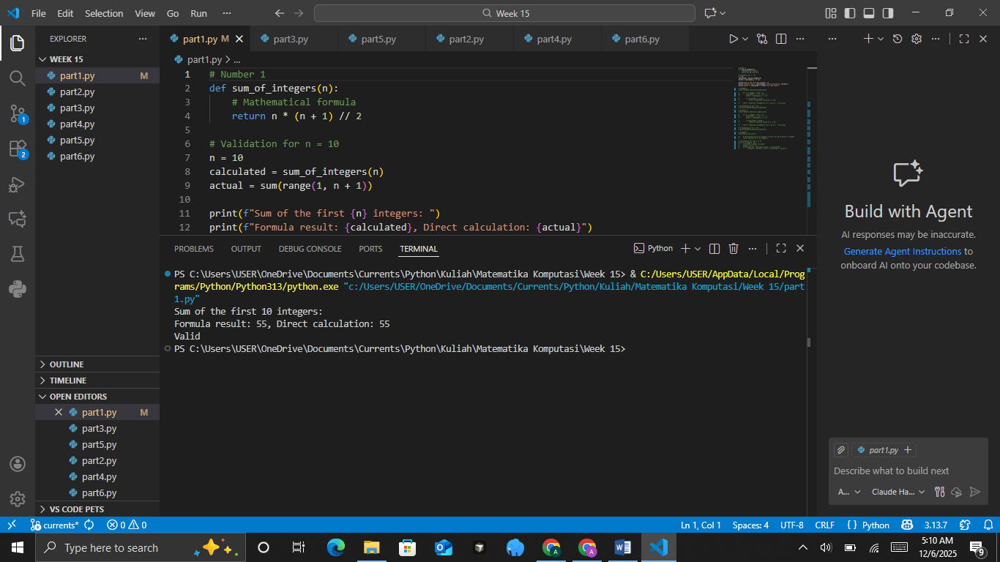 File Edit Selection View Go Run ··· Week 15
EXPLORER ···
WEEK 15
part1.py M
part2.py
part3.py
part4.py
part5.py
part6.py
OUTLINE
TIMELINE
OPEN EDITORS
part1.py M
part3.py
part5.py
part2.py
part4.py
part6.py
VS CODE PETS
1
2
part1.py M part3.py part5.py part2.py part4.py part6.py
part1.py > ...
1 # Number 1
2 def sum_of_integers(n):
3 # Mathematical formula
4 return n * (n + 1) // 2
5
6 # Validation for n = 10
7 n = 10
8 calculated = sum_of_integers(n)
9 actual = sum(range(1, n + 1))
10
11 print(f"Sum of the first {n} integers: ")
12 print(f"Formula result: {calculated}, Direct calculation: {actual}")
PROBLEMS OUTPUT DEBUG CONSOLE PORTS TERMINAL Python
PS C:\Users\USER\OneDrive\Documents\Currents\Python\Kuliah\Matematika Komputasi\Week 15> & C:/Users/USER/AppData/Local/Prog
rams/Python/Python313/python.exe "c:/Users/USER/OneDrive/Documents/Currents/Python/Kuliah/Matematika Komputasi/Week 15/part
1.py"
Sum of the first 10 integers:
Formula result: 55, Direct calculation: 55
Valid
PS C:\Users\USER\OneDrive\Documents\Currents\Python\Kuliah\Matematika Komputasi\Week 15>
Build with Agent
AI responses may be inaccurate.
Generate Agent Instructions to
onboard AI onto your codebase.
part1.py
Describe what to build next
A... Claude Ha...
currents* 0 0 Ln 1, Col 1 Spaces: 4 UTF-8 CRLF { } Python 3.13.7
Type here to search
5:10 AM
12/6/2025
9